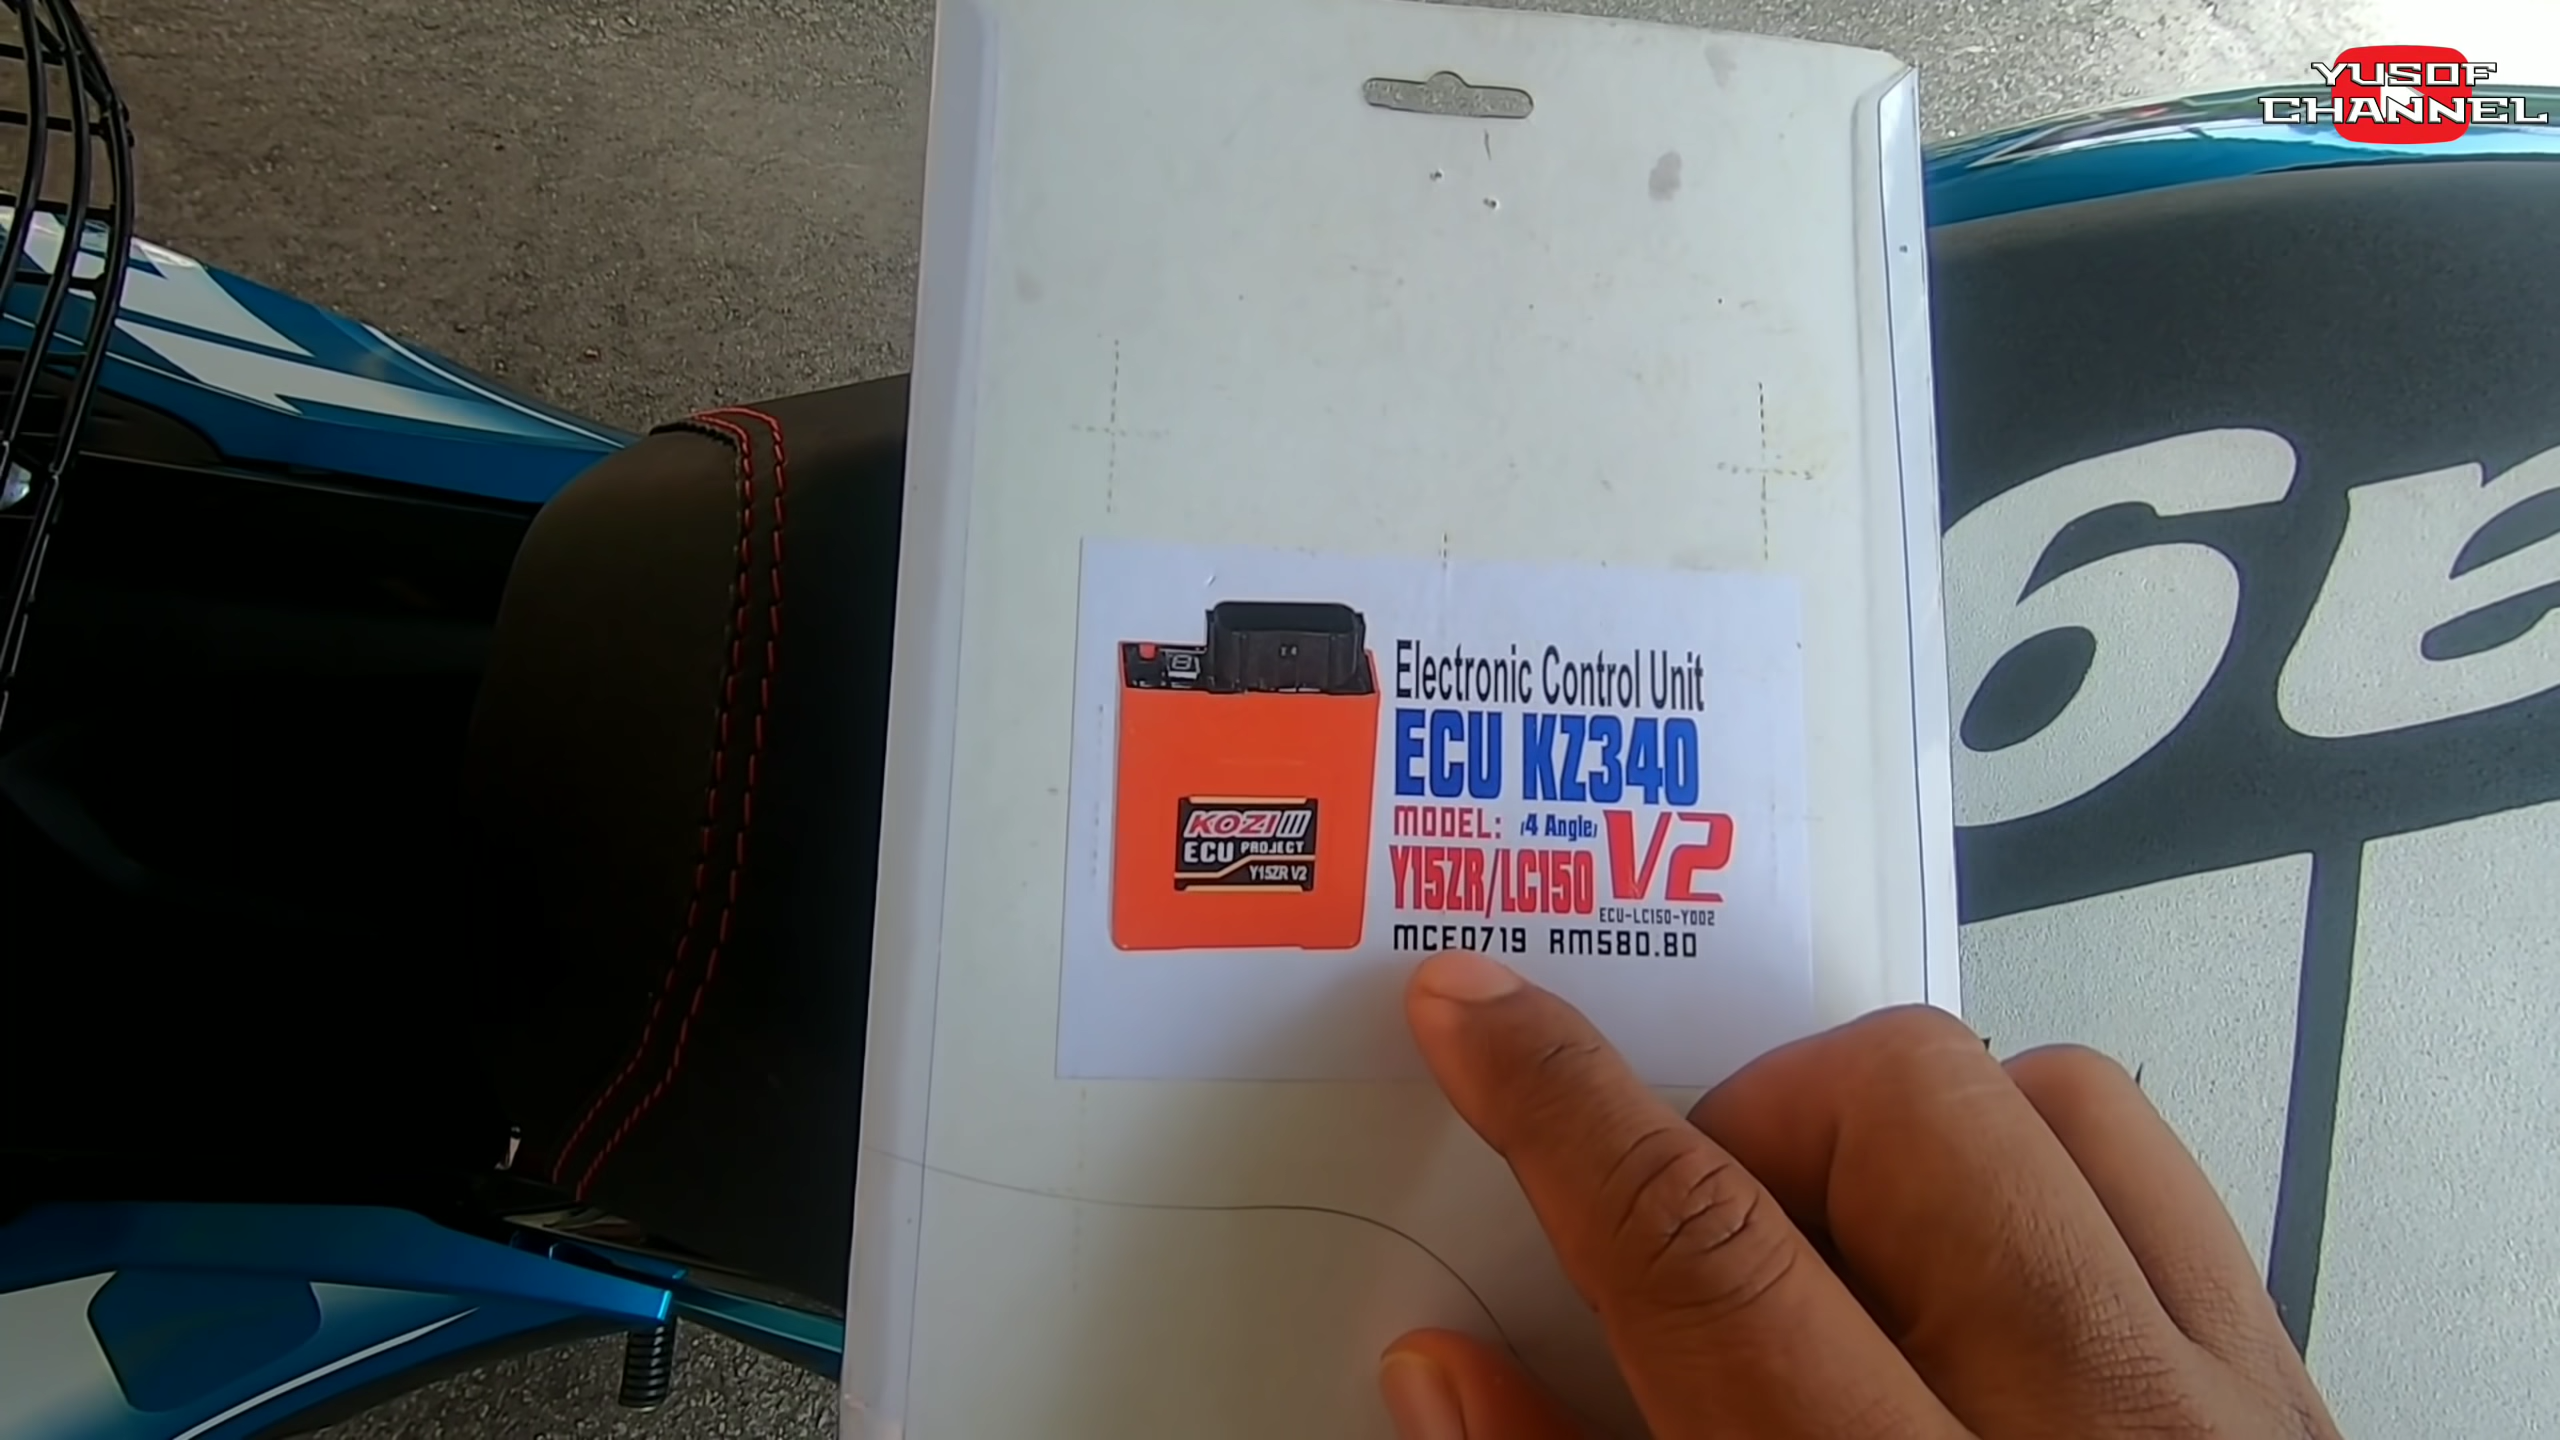 YUSOF
CHANNEL
6B
Electronic Control Unit
ECU KZ340
MODEL: (4 Angle)
Y15ZR/LC150 V2
ECU-LC150-Y002
MCE0719 RM580.80
KOZI
ECU PROJECT
Y15ZR V2